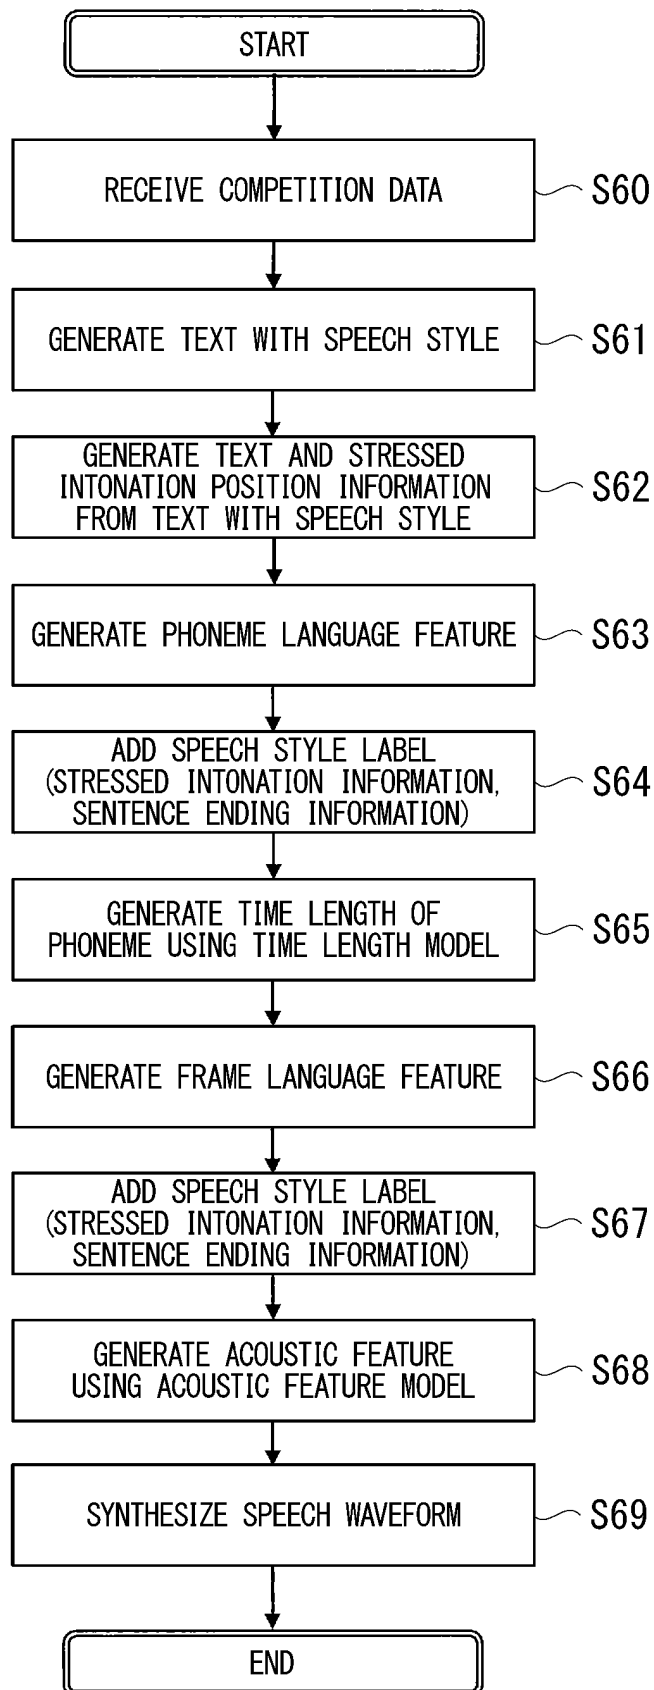 START
RECEIVE COMPETITION DATA
S60
GENERATE TEXT WITH SPEECH STYLE
S61
GENERATE TEXT AND STRESSED
INTONATION POSITION INFORMATION
FROM TEXT WITH SPEECH STYLE
S62
GENERATE PHONEME LANGUAGE FEATURE
S63
ADD SPEECH STYLE LABEL
(STRESSED INTONATION INFORMATION,
SENTENCE ENDING INFORMATION)
S64
GENERATE TIME LENGTH OF
PHONEME USING TIME LENGTH MODEL
S65
GENERATE FRAME LANGUAGE FEATURE
S66
ADD SPEECH STYLE LABEL
(STRESSED INTONATION INFORMATION,
SENTENCE ENDING INFORMATION)
S67
GENERATE ACOUSTIC FEATURE
USING ACOUSTIC FEATURE MODEL
S68
SYNTHESIZE SPEECH WAVEFORM
S69
END